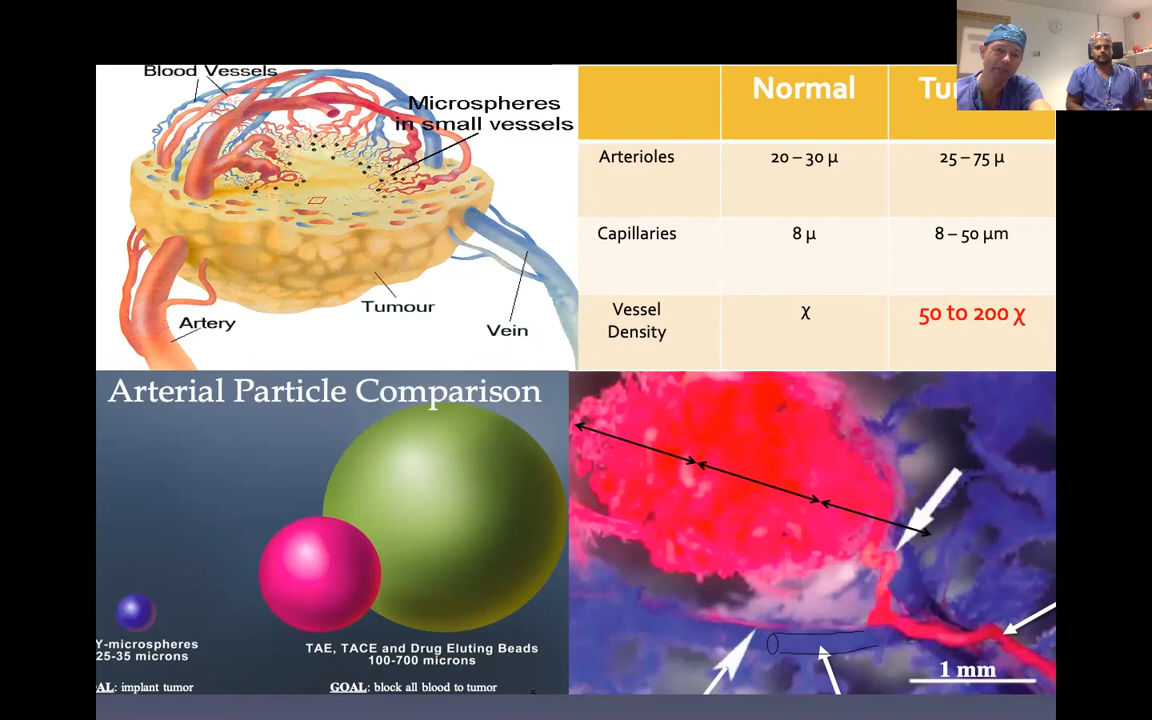 Blood Vessels
Microspheres
in small vessels
Tumour
Artery
Vein
Normal
Arterioles
20 – 30 µ
25 – 75 µ
Capillaries
8 µ
8 – 50 µm
Vessel
Density
χ
50 to 200 χ
Arterial Particle Comparison
Y-microspheres
25-35 microns
: implant tumor
TAE, TACE and Drug Eluting Beads
100-700 microns
GOAL: block all blood to tumor
1 mm